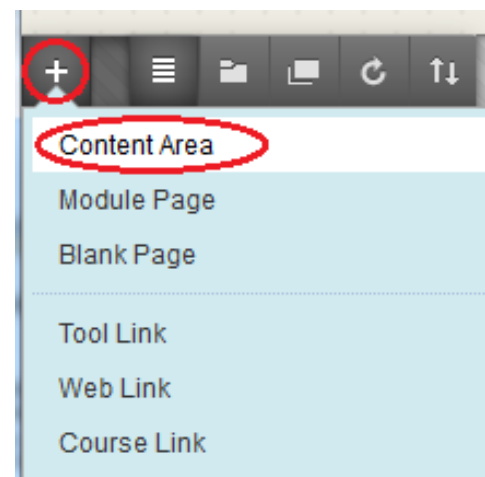 Content Area
Module Page
Blank Page
Tool Link
Web Link
Course Link